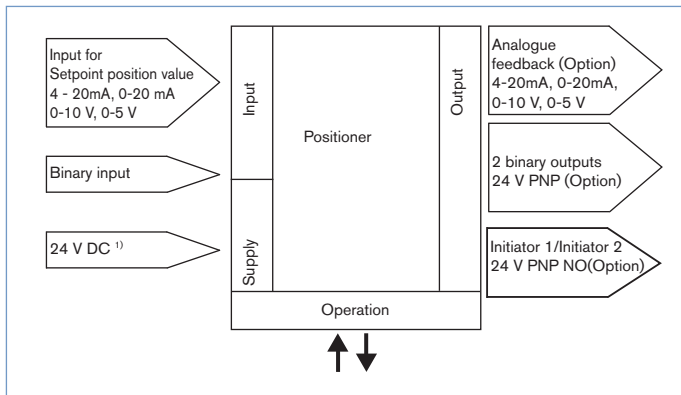 Input for
Setpoint position value
4 - 20mA, 0-20 mA
0-10 V, 0-5 V
Binary input
24 V DC 1)
Input
Supply
Positioner
Operation
Output
Analogue
feedback (Option)
4-20mA, 0-20mA,
0-10 V, 0-5 V
2 binary outputs
24 V PNP (Option)
Initiator 1/Initiator 2
24 V PNP NO(Option)